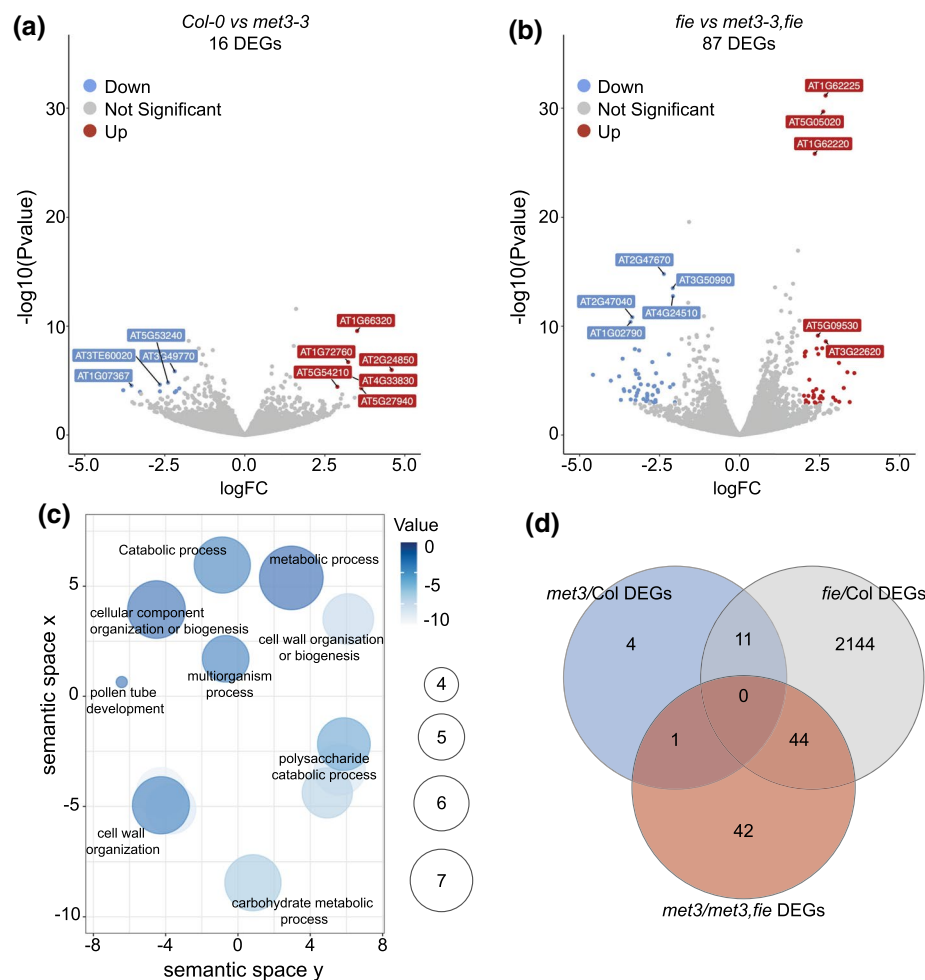 (a)
Col-0 vs met3-3
16 DEGs
Down
Not Significant
Up
30
20
10
0
-log10(Pvalue)
AT1G66320
AT5G53240
AT3TE60020
AT3G49770
AT1G07367
AT1G72760
AT2G24850
AT5G54210
AT4G33830
AT5G27940
-5.0
-2.5
0.0
2.5
5.0
logFC
(b)
fie vs met3-3,fie
87 DEGs
Down
Not Significant
Up
30
20
10
0
-log10(Pvalue)
AT1G62225
AT5G05020
AT1G62220
AT2G47670
AT3G50990
AT2G47040
AT4G24510
AT1G02790
AT5G09530
AT3G22620
-5.0
-2.5
0.0
2.5
5.0
logFC
(c)
Catabolic process
metabolic process
cellular component
organization or biogenesis
cell wall organisation
or biogenesis
multiorganism
process
pollen tube
development
polysaccharide
catabolic process
cell wall
organization
carbohydrate metabolic
process
5
0
-5
-10
semantic space x
-8
-4
0
4
8
semantic space y
Value
0
-5
-10
4
5
6
7
(d)
met3/Col DEGs
fie/Col DEGs
4
11
2144
0
1
44
42
met3/met3,fie DEGs